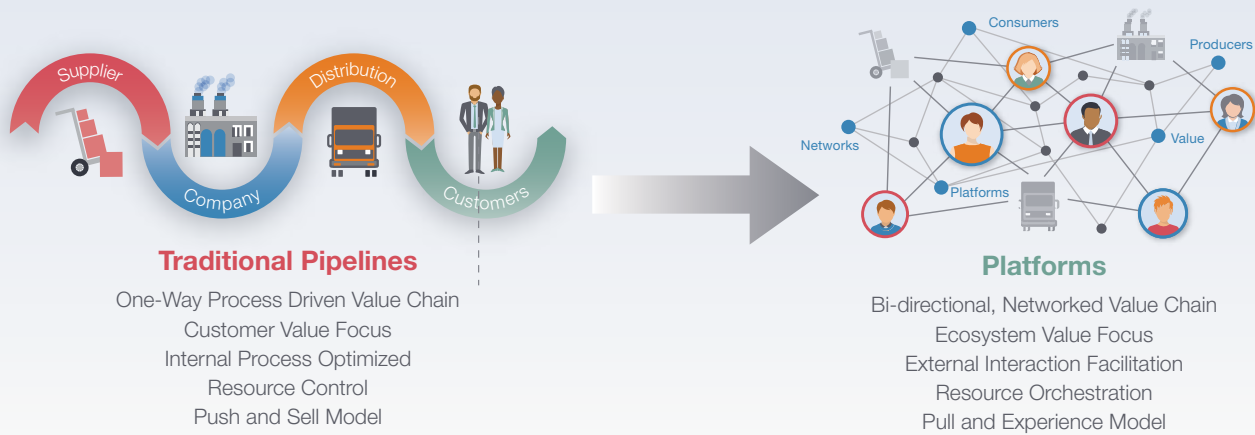 Supplier
Company
Distribution
Customers
Traditional Pipelines
One-Way Process Driven Value Chain
Customer Value Focus
Internal Process Optimized
Resource Control
Push and Sell Model
Consumers
Producers
Networks
Value
Platforms
Platforms
Bi-directional, Networked Value Chain
Ecosystem Value Focus
External Interaction Facilitation
Resource Orchestration
Pull and Experience Model